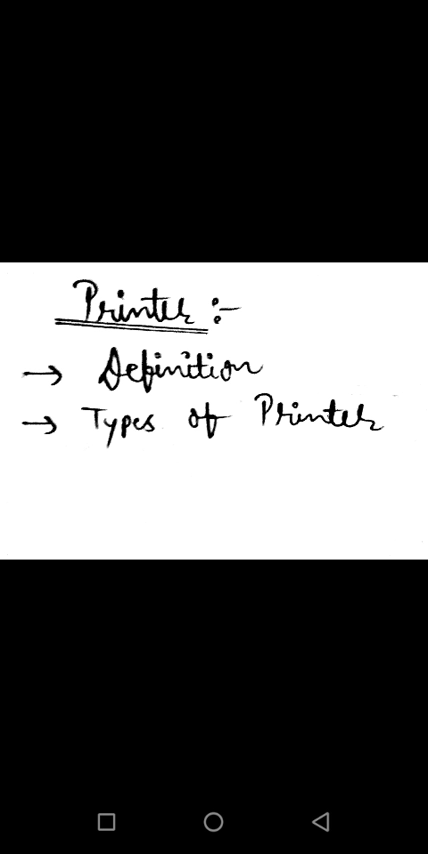 Printer :-
→ Definition
→ Types of Printer